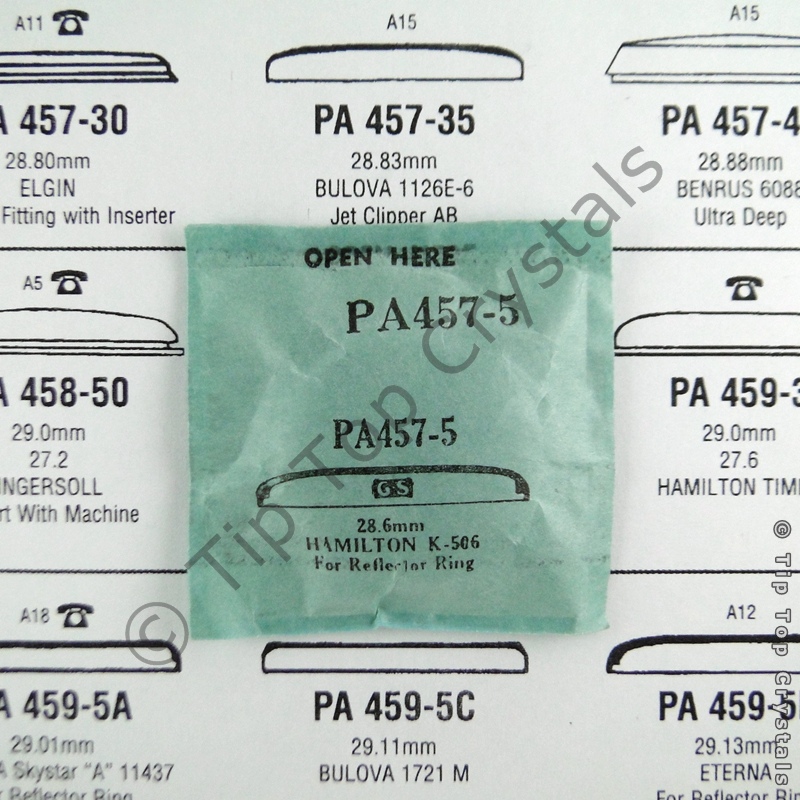 A11
A15
A15
PA 457-30
28.80mm
ELGIN
Fitting with Inserter
PA 457-35
28.83mm
BULOVA 1126E-6
Jet Clipper AB
PA 457-4
28.88mm
BENRUS 6088
Ultra Deep
OPEN HERE
PA457-5
PA457-5
GS
28.6mm
HAMILTON K-506
For Reflector Ring
A5
A 458-50
29.0mm
27.2
NGERSOLL
rt With Machine
PA 459-3
29.0mm
27.6
HAMILTON TIM
A18
A 459-5A
29.01mm
A Skystar "A" 11437
Reflector Ring
PA 459-5C
29.11mm
BULOVA 1721 M
A12
PA 459-5
29.13mm
ETERNA
For Reflector Rin
© Tip Top Crystals
© Tip Top Crystals